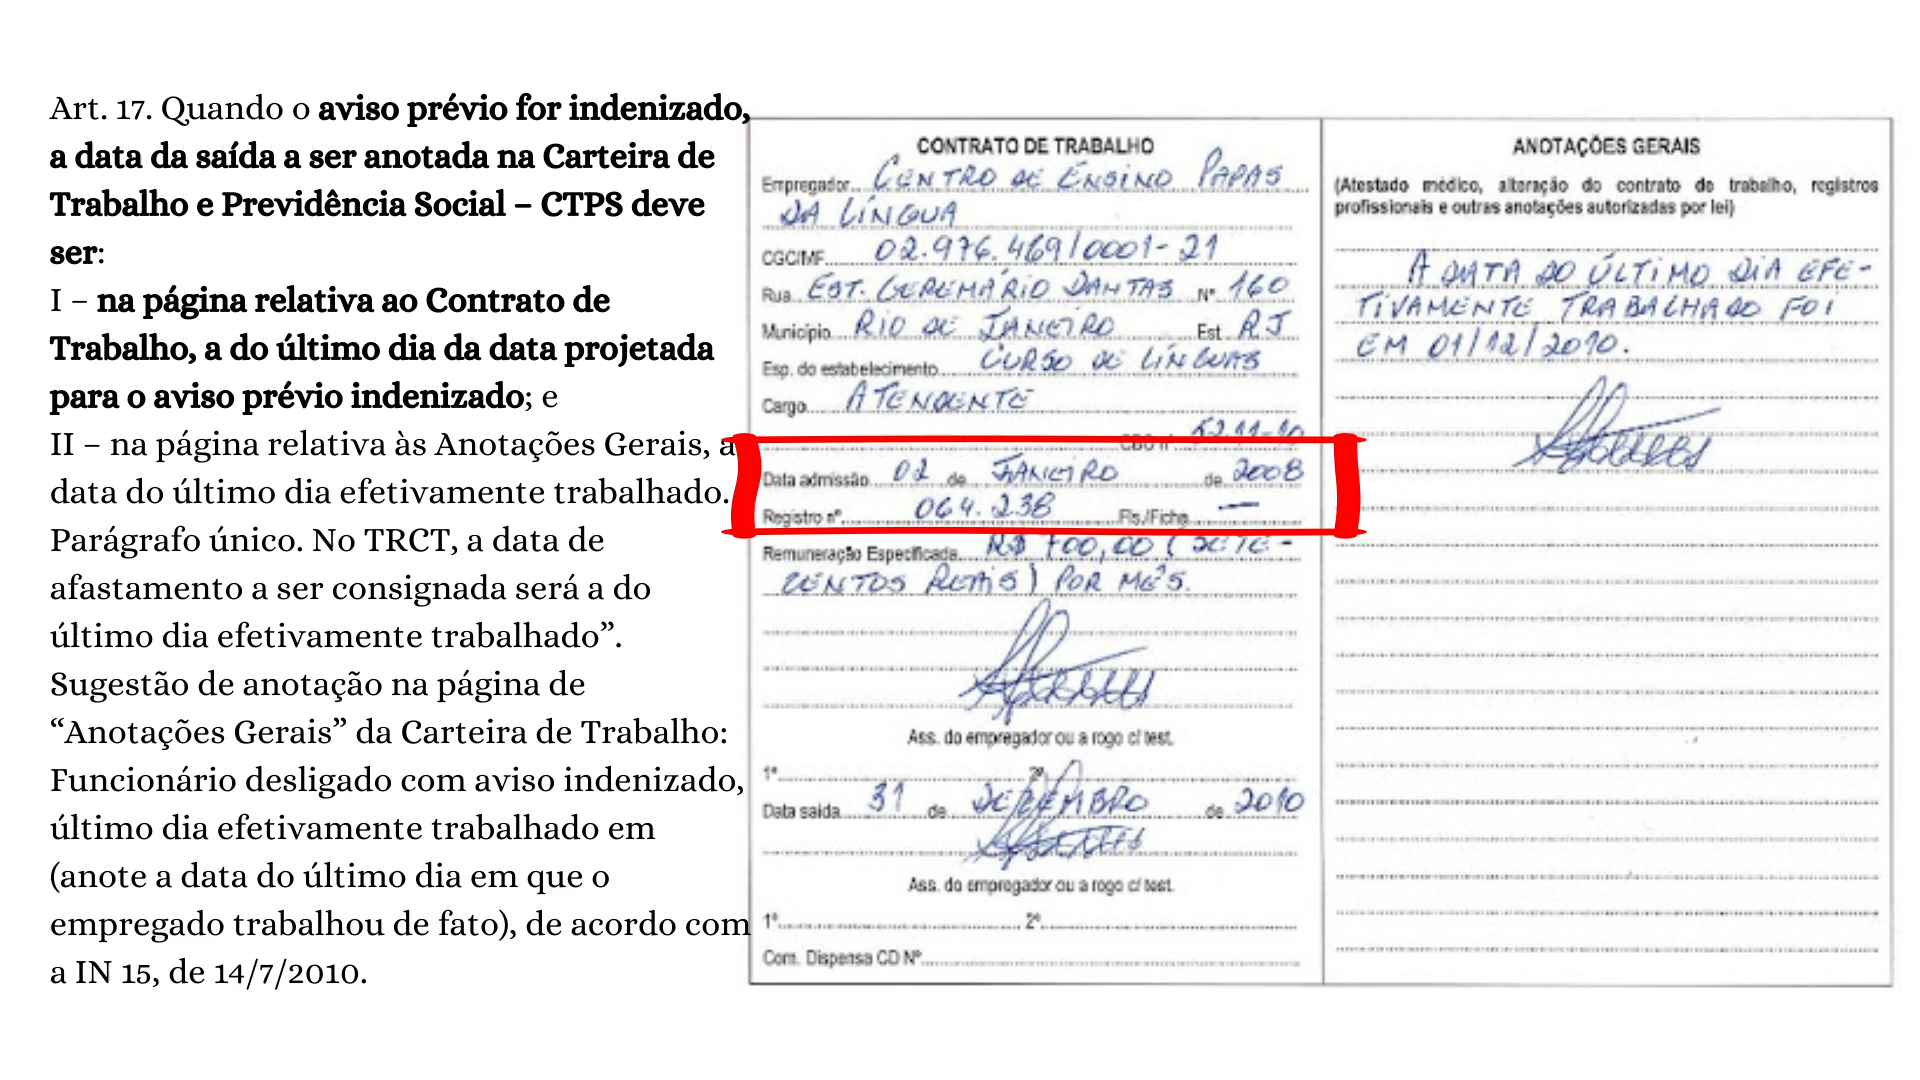 Art. 17. Quando o aviso prévio for indenizado,
a data da saída a ser anotada na Carteira de
Trabalho e Previdência Social – CTPS deve
ser:
I – na página relativa ao Contrato de
Trabalho, a do último dia da data projetada
para o aviso prévio indenizado; e
II – na página relativa às Anotações Gerais, a
data do último dia efetivamente trabalhado.
Parágrafo único. No TRCT, a data de
afastamento a ser consignada será a do
último dia efetivamente trabalhado”.
Sugestão de anotação na página de
“Anotações Gerais” da Carteira de Trabalho:
Funcionário desligado com aviso indenizado,
último dia efetivamente trabalhado em
(anote a data do último dia em que o
empregado trabalhou de fato), de acordo com
a IN 15, de 14/7/2010.
CONTRATO DE TRABALHO
Empregador CENTRO DE ENSINO PAPAS
DA LÍNGUA
CGC/MF 02.976.469/0001-21
Rua EST. GEREMÁRIO DANTAS Nº 160
Município RIO DE JANEIRO Est RJ
Esp. do estabelecimento CURSO DE LÍNGUAS
Cargo ATENDENTE
CBO nº 52.11-10
Data admissão 02 de JANEIRO de 2008
Registro nº 064.238 Fls./Ficha —
Remuneração Especificada R$ 700,00 (SETE-
CENTOS REAIS) POR MÊS.
Ass. do empregador ou a rogo c/ test.
1º 2º
Data saída 31 de DEZEMBRO de 2010
Ass. do empregador ou a rogo c/ test.
1º 2º
Com. Dispensa CD Nº
ANOTAÇÕES GERAIS
(Atestado médico, alteração do contrato de trabalho, registros
profissionais e outras anotações autorizadas por lei)
A DATA DO ÚLTIMO DIA EFE-
TIVAMENTE TRABALHADO FOI
EM 01/12/2010.